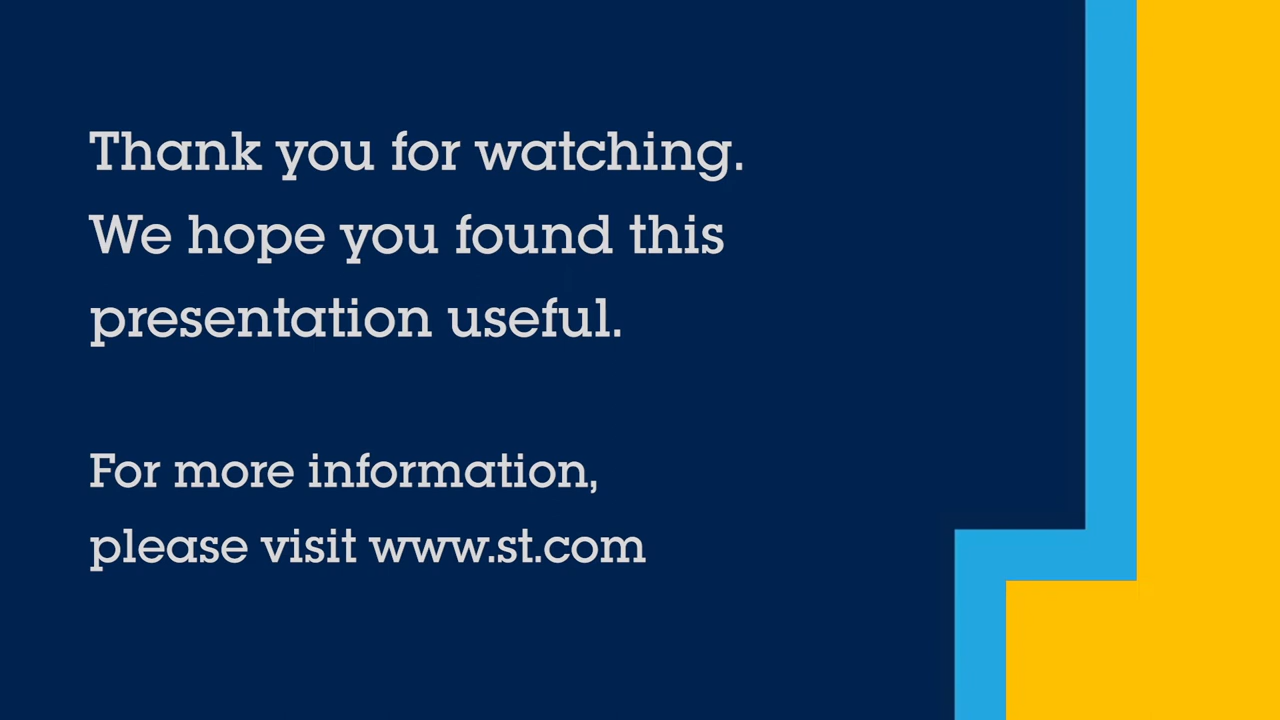 Thank you for watching.
We hope you found this
presentation useful.
For more information,
please visit www.st.com